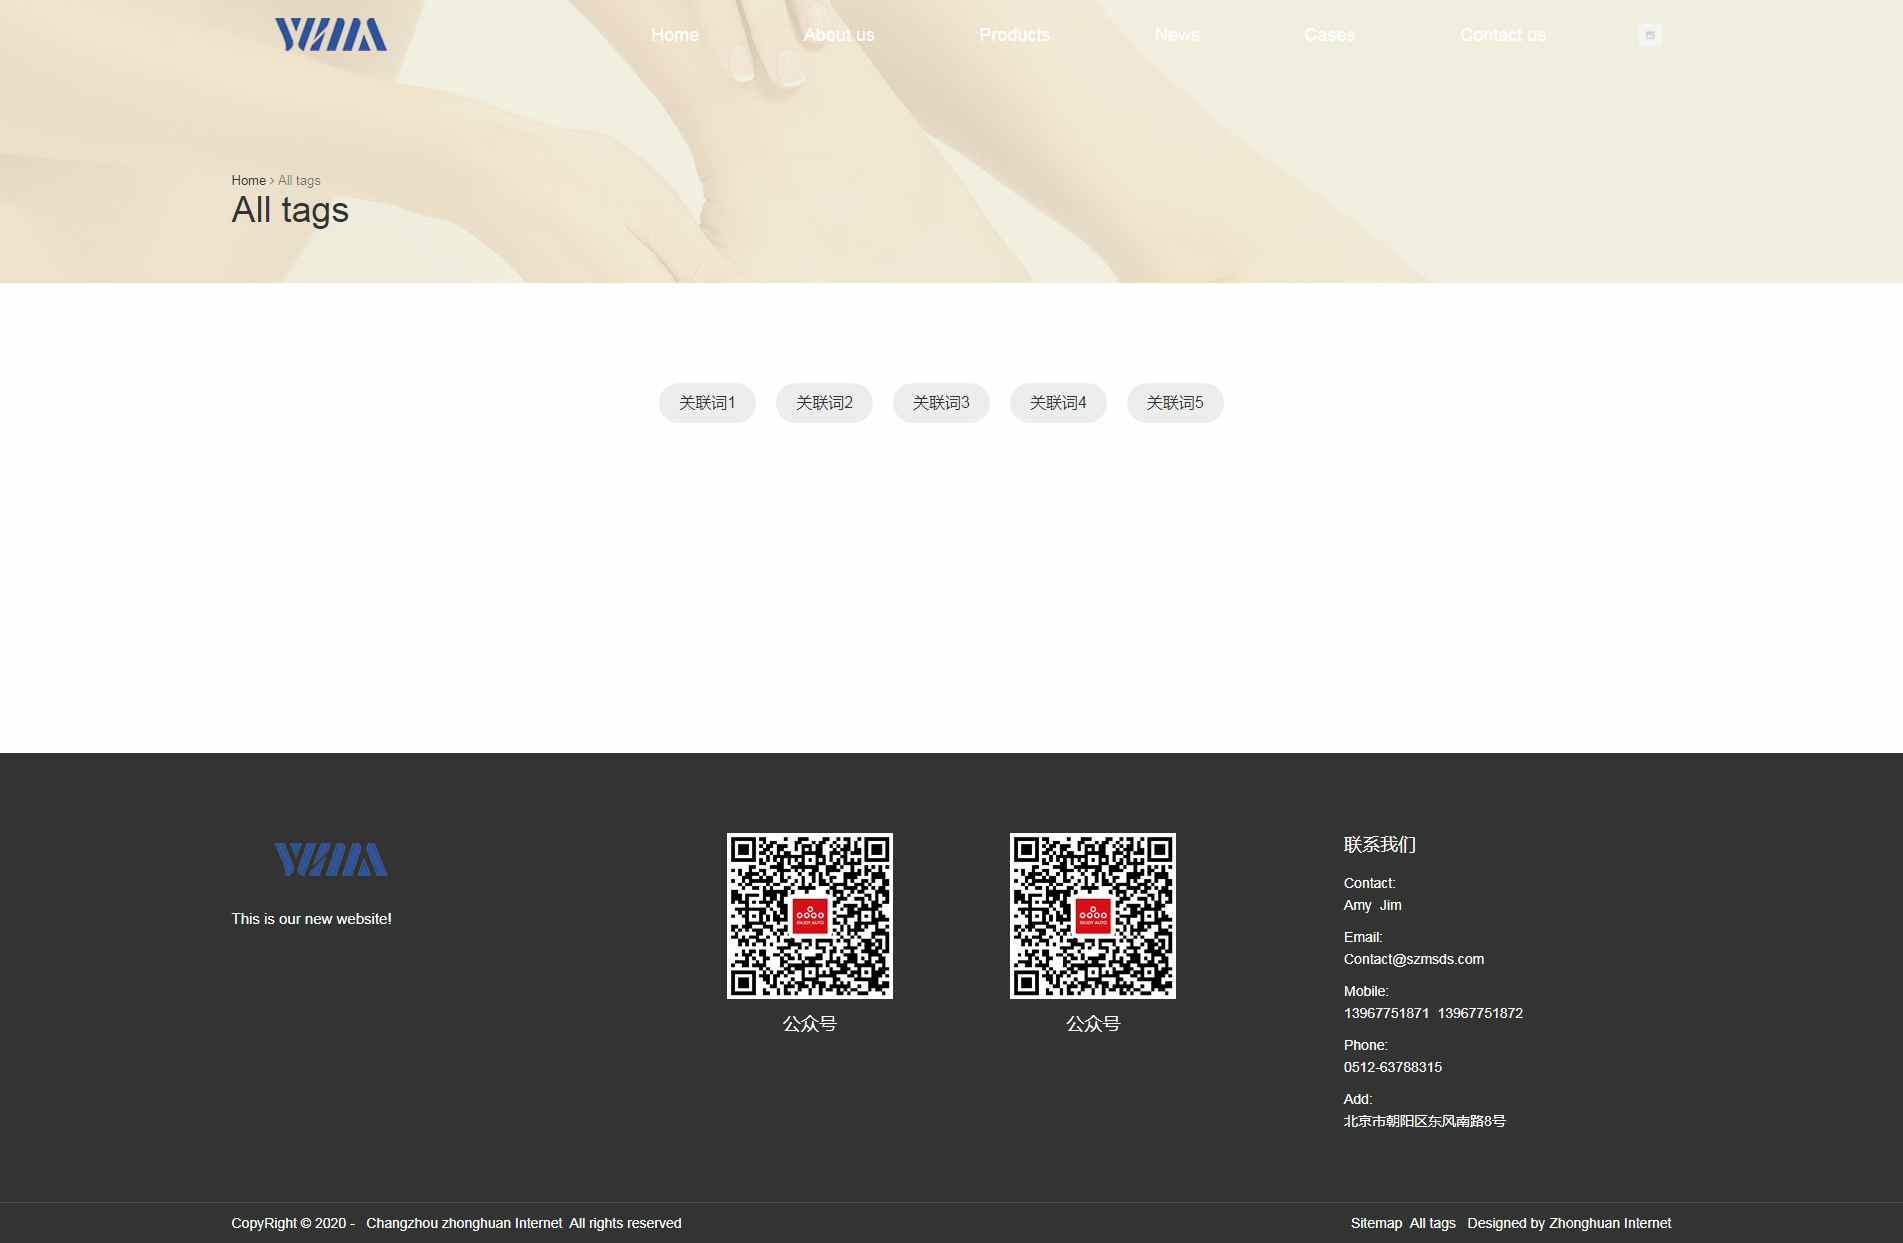 Home About us Products News Cases Contact us
Home › All tags
All tags
关联词1 关联词2 关联词3 关联词4 关联词5
This is our new website!
ENJOY AUTO
公众号
ENJOY AUTO
公众号
联系我们
Contact:
Amy Jim
Email:
Contact@szmsds.com
Mobile:
13967751871 13967751872
Phone:
0512-63788315
Add:
北京市朝阳区东风南路8号
CopyRight © 2020 - Changzhou zhonghuan Internet All rights reserved
Sitemap All tags Designed by Zhonghuan Internet